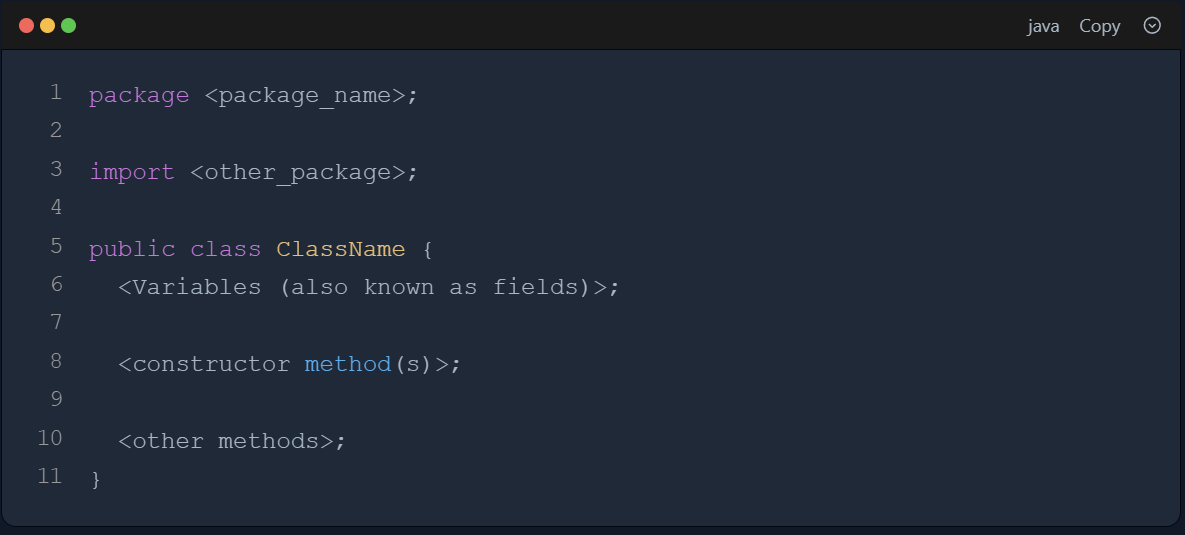 java Copy
1 package <package_name>;
2
3 import <other_package>;
4
5 public class ClassName {
6   <Variables (also known as fields)>;
7
8   <constructor method(s)>;
9
10   <other methods>;
11 }